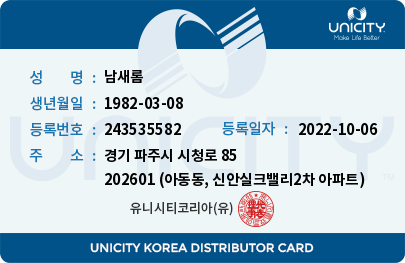 UNICITY
Make Life Better
성 명 : 남새롬
생년월일 : 1982-03-08
등록번호 : 243535582 등록일자 : 2022-10-06
주 소 : 경기 파주시 시청로 85
202601 (아동동, 신안실크밸리2차 아파트)
유니시티코리아(유)
UNICITY
UNICITY KOREA DISTRIBUTOR CARD